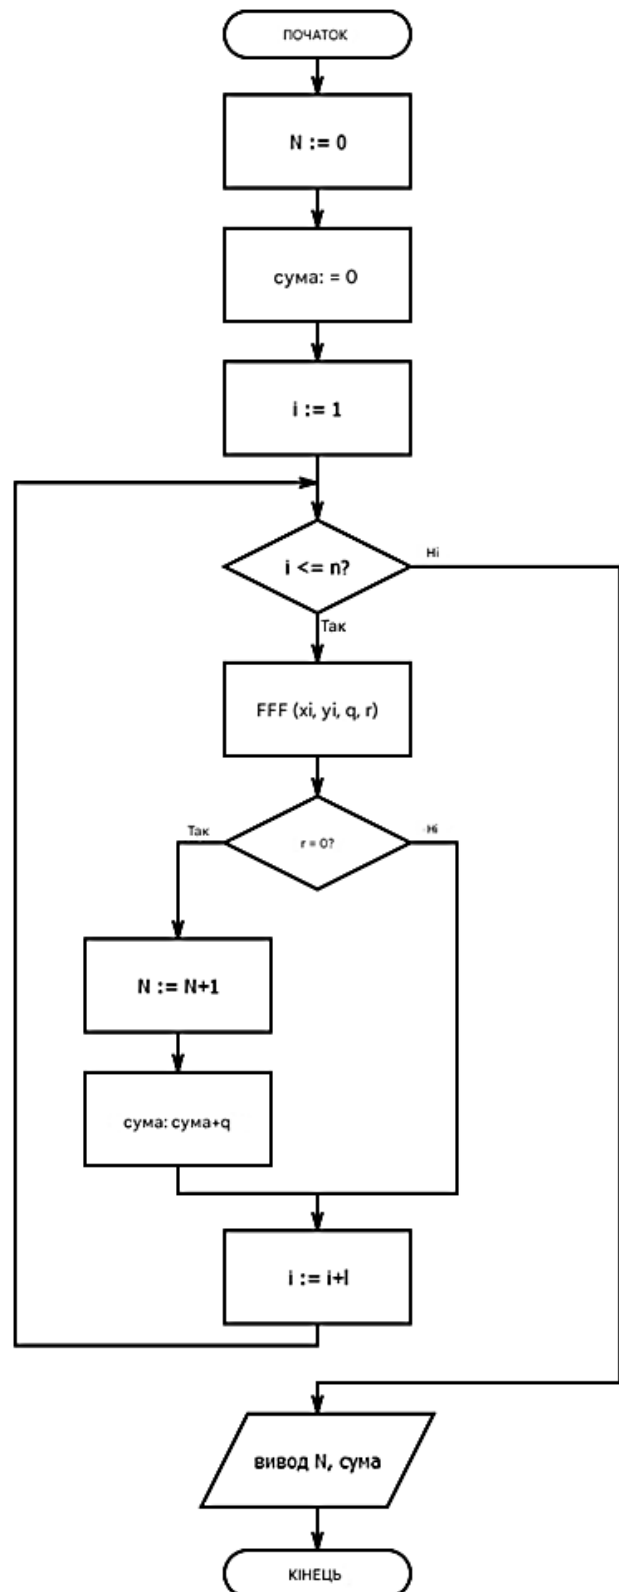 ПОЧАТОК
N := 0
сума: = 0
i := 1
i <= n?
Ні
Так
FFF (xi, yi, q, r)
r = 0?
Так
Ні
N := N+1
сума: сума+q
i := i+l
вивод N, сума
КІНЕЦЬ